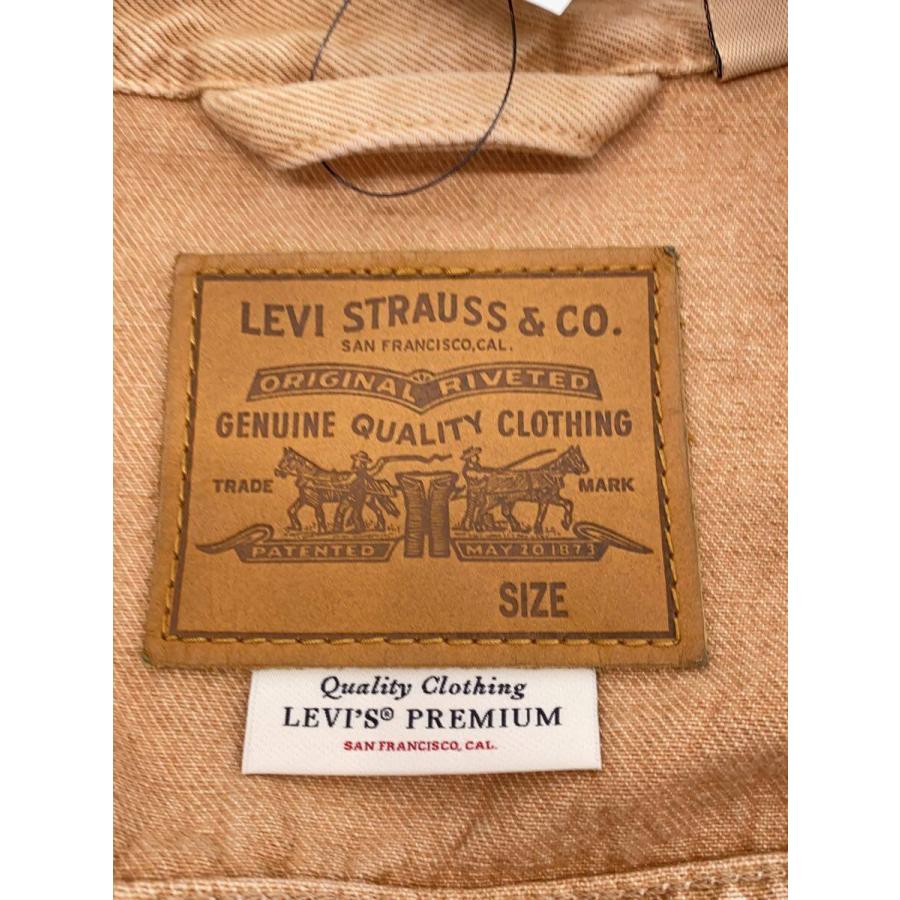 LEVI STRAUSS & CO.
SAN FRANCISCO, CAL.
ORIGINAL RIVETED
GENUINE QUALITY CLOTHING
TRADE MARK
PATENTED MAY 20 1873
SIZE
Quality Clothing
LEVI'S® PREMIUM
SAN FRANCISCO, CAL.